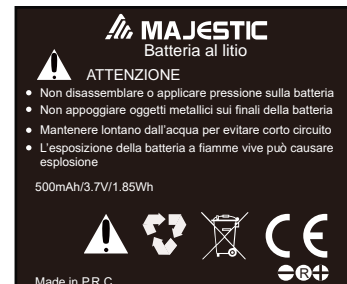 MAJESTIC
Batteria al litio
ATTENZIONE
Non disassemblare o applicare pressione sulla batteria
Non appoggiare oggetti metallici sui finali della batteria
Mantenere lontano dall'acqua per evitare corto circuito
L'esposizione della batteria a fiamme vive può causare
esplosione
500mAh/3.7V/1.85Wh
CE
R
Made in P.R.C